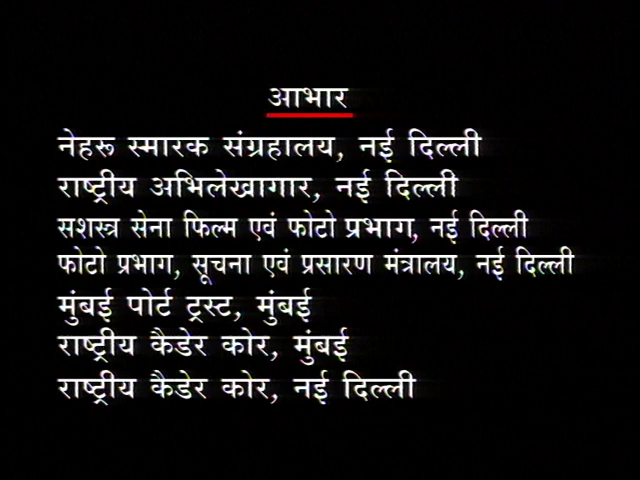 आभार
नेहरू स्मारक संग्रहालय, नई दिल्ली
राष्ट्रीय अभिलेखागार, नई दिल्ली
सशस्त्र सेना फिल्म एवं फोटो प्रभाग, नई दिल्ली
फोटो प्रभाग, सूचना एवं प्रसारण मंत्रालय, नई दिल्ली
मुंबई पोर्ट ट्रस्ट, मुंबई
राष्ट्रीय कैडेर कोर, मुंबई
राष्ट्रीय कैडेर कोर, नई दिल्ली